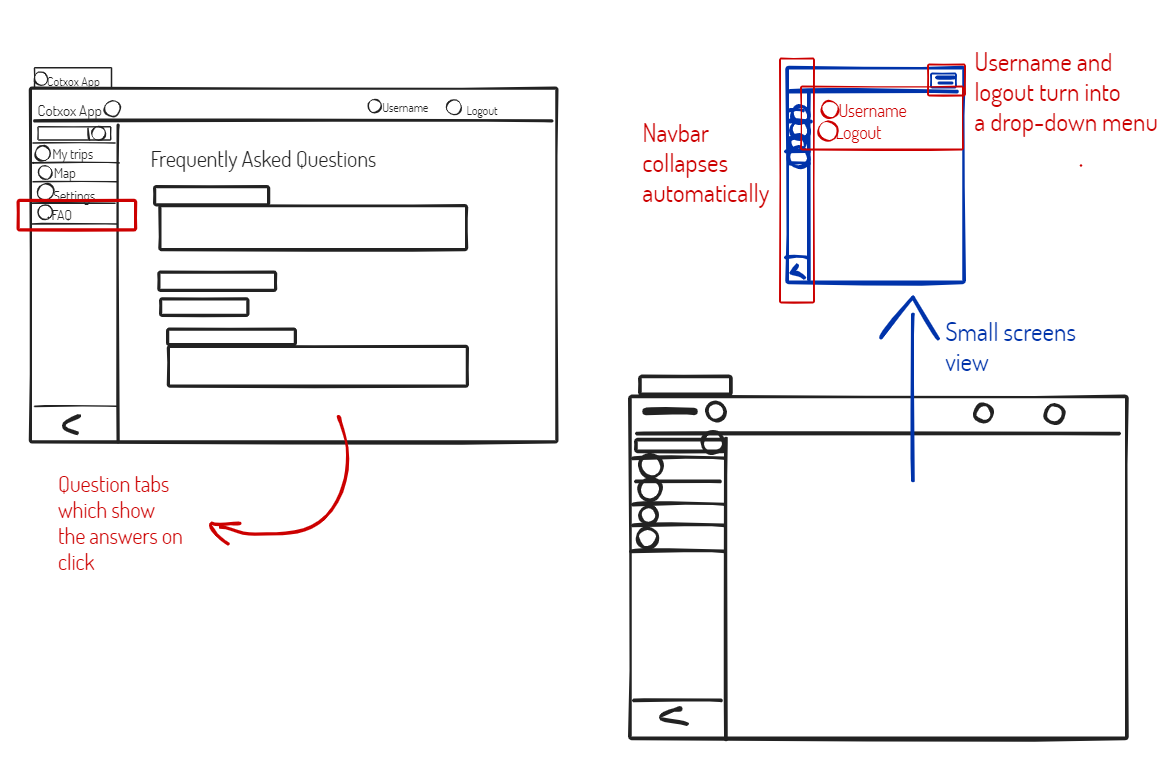 Cotxox App
Cotxox App
Username
Logout
My trips
Map
Settings
FAQ
Frequently Asked Questions
Question tabs
which show
the answers on
click
Navbar
collapses
automatically
Username
Logout
Username and
logout turn into
a drop-down menu
Small screens
view